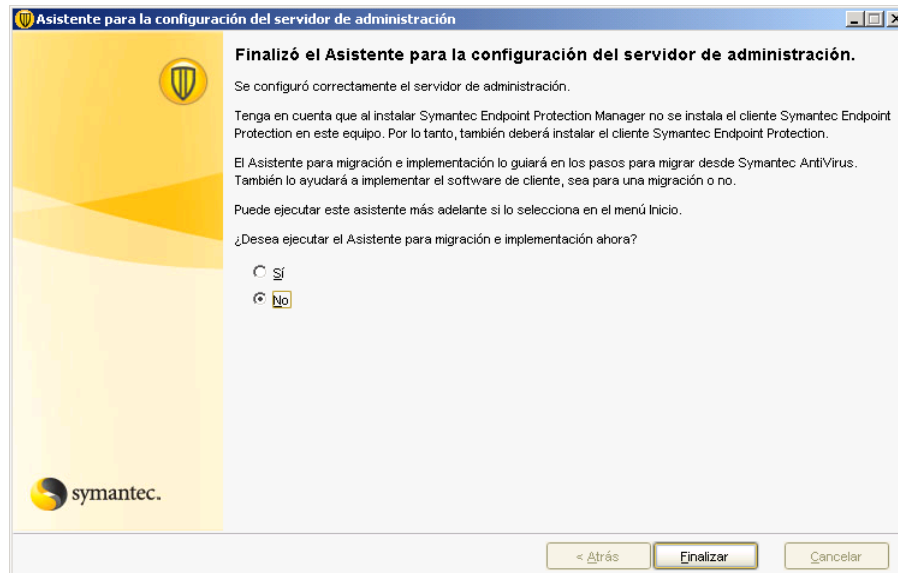 Asistente para la configuración del servidor de administración
Finalizó el Asistente para la configuración del servidor de administración.
Se configuró correctamente el servidor de administración.
Tenga en cuenta que al instalar Symantec Endpoint Protection Manager no se instala el cliente Symantec Endpoint
Protection en este equipo. Por lo tanto, también deberá instalar el cliente Symantec Endpoint Protection.
El Asistente para migración e implementación lo guiará en los pasos para migrar desde Symantec AntiVirus.
También lo ayudará a implementar el software de cliente, sea para una migración o no.
Puede ejecutar este asistente más adelante si lo selecciona en el menú Inicio.
¿Desea ejecutar el Asistente para migración e implementación ahora?
Sí
No
symantec.
< Atrás
Finalizar
Cancelar